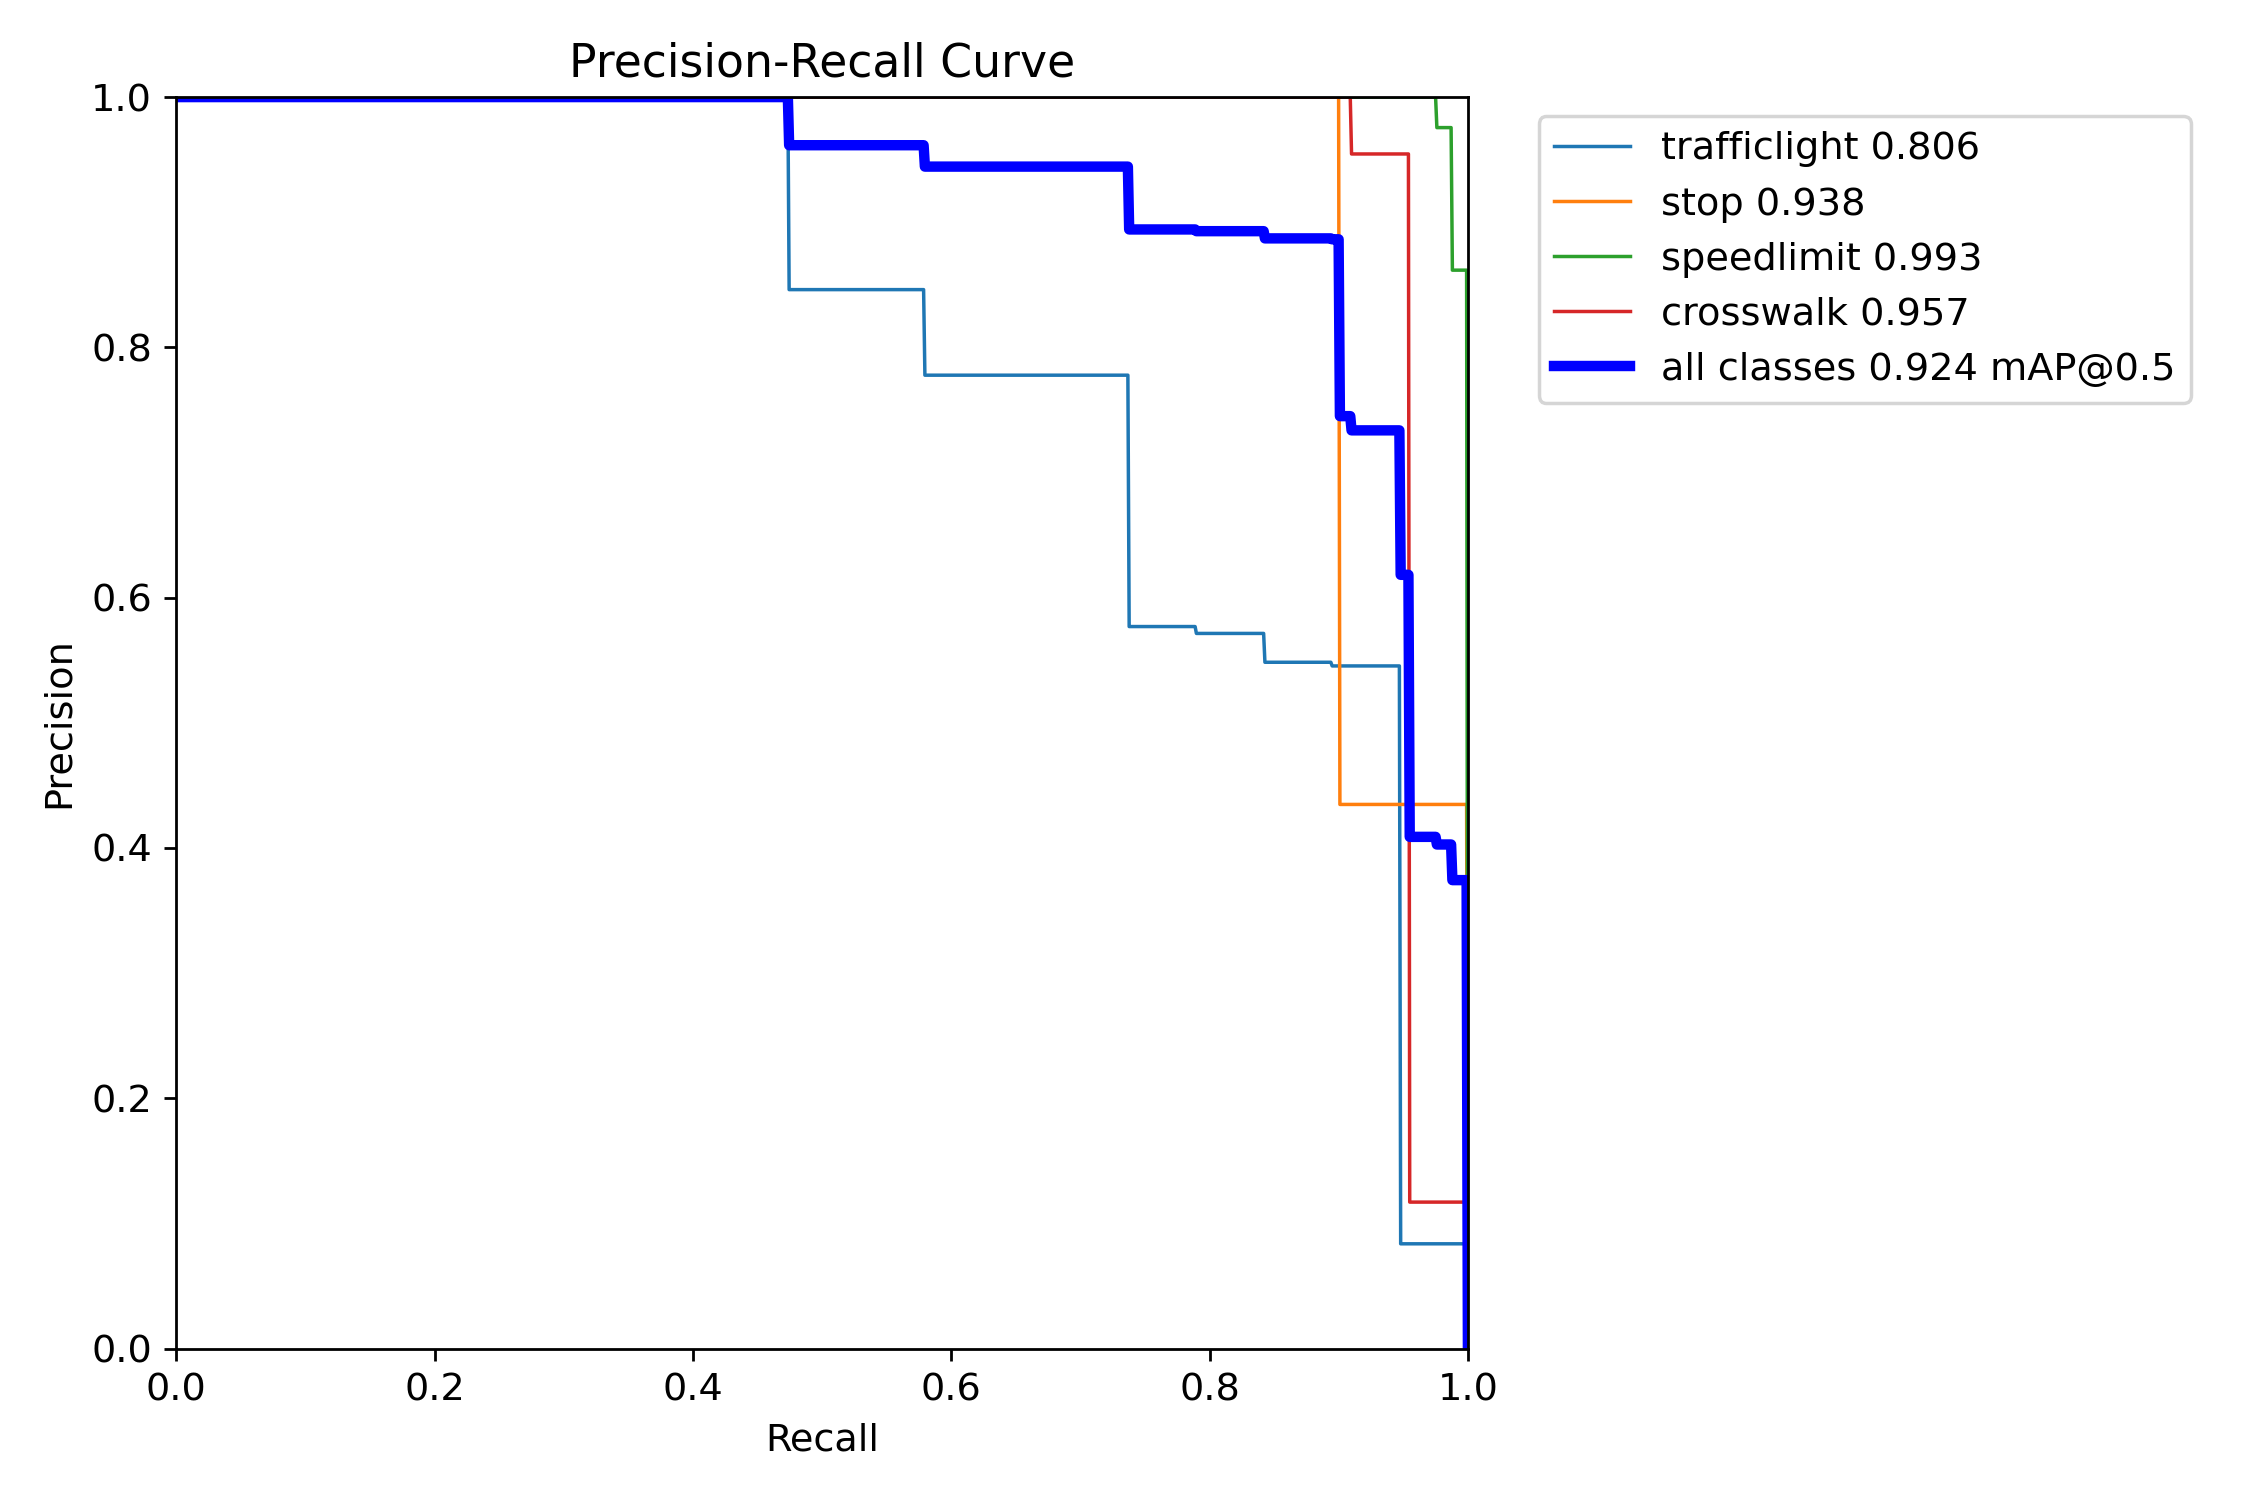 Precision-Recall Curve
1.0
0.8
0.6
0.4
0.2
0.0
Precision
0.0 0.2 0.4 0.6 0.8 1.0
Recall
trafficlight 0.806
stop 0.938
speedlimit 0.993
crosswalk 0.957
all classes 0.924 mAP@0.5